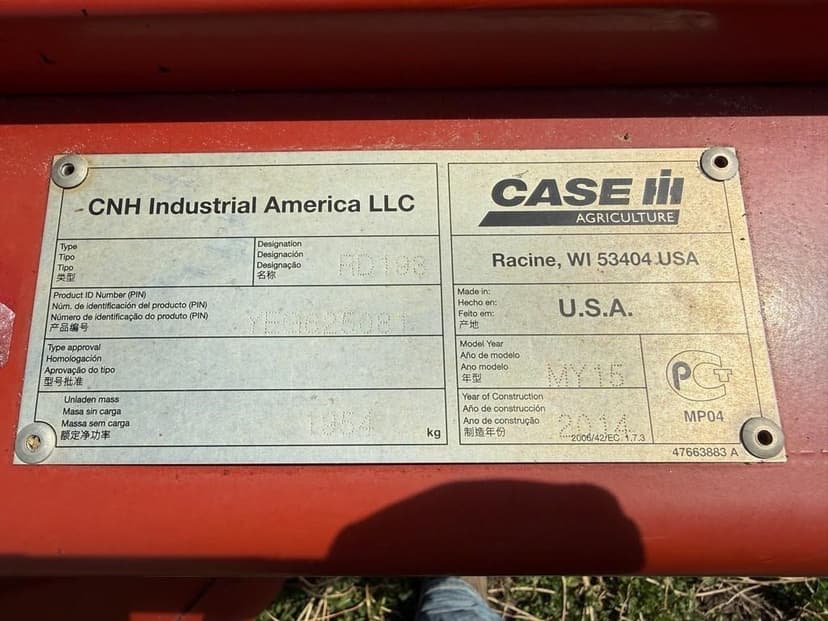 CNH Industrial America LLC
Type
Tipo
Tipo
类型
Designation
Designación
Designação
名称
RD193
Product ID Number (PIN)
Núm. de identificación del producto (PIN)
Número de identificação do produto (PIN)
产品编号
Type approval
Homologación
Aprovação do tipo
型号批准
Unladen mass
Masa sin carga
Massa sem carga
额定净功率
1954
kg
CASE IH
AGRICULTURE
Racine, WI 53404 USA
Made in:
Hecho en:
Feito em:
产地
U.S.A.
Model Year
Año de modelo
Ano modelo
年型
MY15
Year of Construction
Año de construcción
Ano de construção
制造年份
2014
2006/42/EC 1.7.3
PCT
MP04
47663883 A